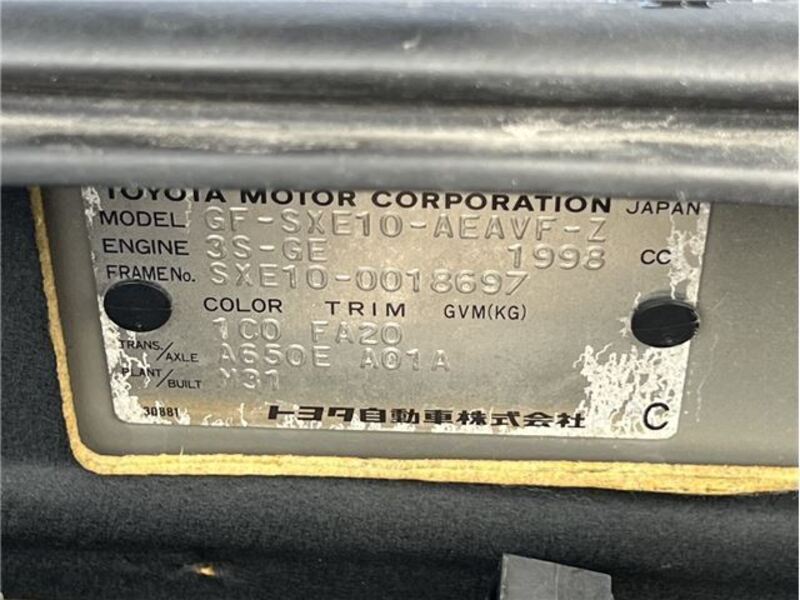 TOYOTA MOTOR CORPORATION JAPAN
MODEL GF-SXE10-AEAVF-Z
ENGINE 3S-GE 1998 CC
FRAME No. SXE10-0018697
COLOR TRIM GVM(KG)
1C0 FA20
TRANS./AXLE A650E A01A
PLANT/BUILT M31
30881 トヨタ自動車株式会社 C